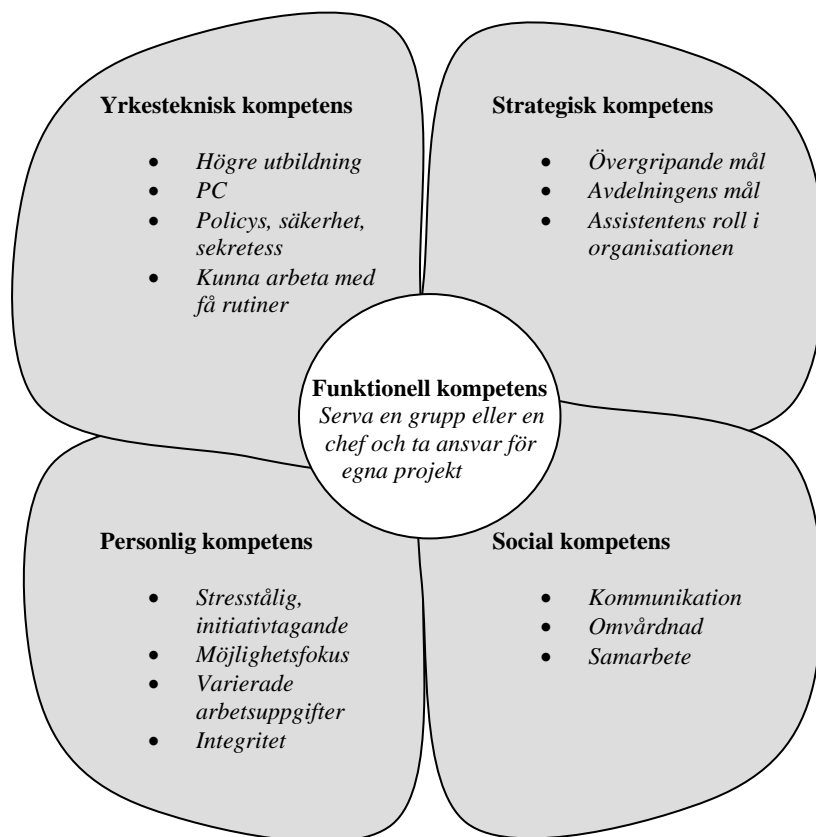 Yrkesteknisk kompetens
• Högre utbildning
• PC
• Policys, säkerhet,
sekretess
• Kunna arbeta med
få rutiner
Strategisk kompetens
• Övergripande mål
• Avdelningens mål
• Assistentens roll i
organisationen
Funktionell kompetens
Serva en grupp eller en
chef och ta ansvar för
egna projekt
Personlig kompetens
• Stresstålig,
initiativtagande
• Möjlighetsfokus
• Varierade
arbetsuppgifter
• Integritet
Social kompetens
• Kommunikation
• Omvårdnad
• Samarbete